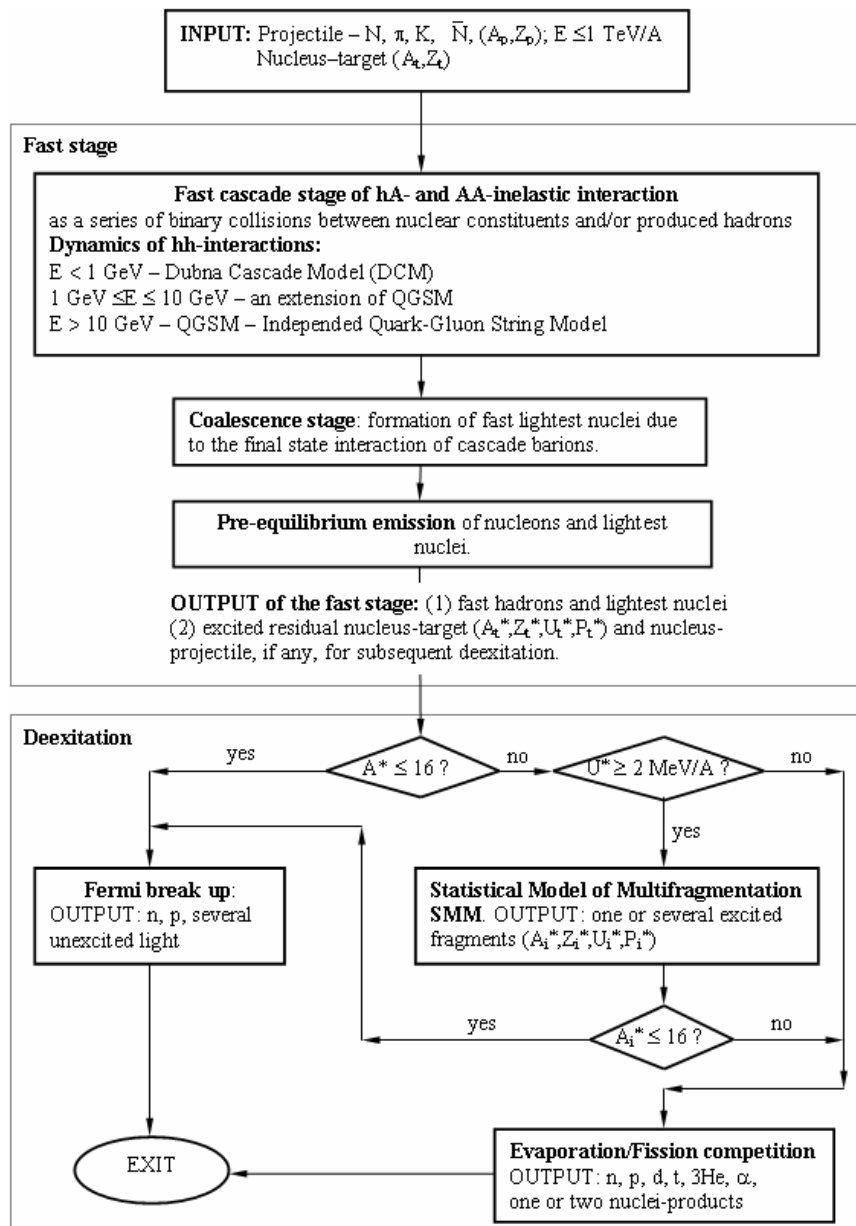 INPUT: Projectile – N, π, K, N̄, (Aₚ,Zₚ); E ≤1 TeV/A
Nucleus–target (Aₜ,Zₜ)
Fast stage
Fast cascade stage of hA- and AA-inelastic interaction
as a series of binary collisions between nuclear constituents and/or produced hadrons
Dynamics of hh-interactions:
E < 1 GeV – Dubna Cascade Model (DCM)
1 GeV ≤E ≤ 10 GeV – an extension of QGSM
E > 10 GeV – QGSM – Independed Quark-Gluon String Model
Coalescence stage: formation of fast lightest nuclei due
to the final state interaction of cascade barions.
Pre-equilibrium emission of nucleons and lightest
nuclei.
OUTPUT of the fast stage: (1) fast hadrons and lightest nuclei
(2) excited residual nucleus-target (Aₜ*,Zₜ*,Uₜ*,Pₜ*) and nucleus-
projectile, if any, for subsequent deexitation.
Deexitation
yes
A* ≤ 16 ?
no
U* ≥ 2 MeV/A ?
no
yes
Fermi break up:
OUTPUT: n, p, several
unexcited light
Statistical Model of Multifragmentation
SMM. OUTPUT: one or several excited
fragments (Aᵢ*,Zᵢ*,Uᵢ*,Pᵢ*)
yes
Aᵢ* ≤ 16 ?
no
EXIT
Evaporation/Fission competition
OUTPUT: n, p, d, t, 3He, α,
one or two nuclei-products